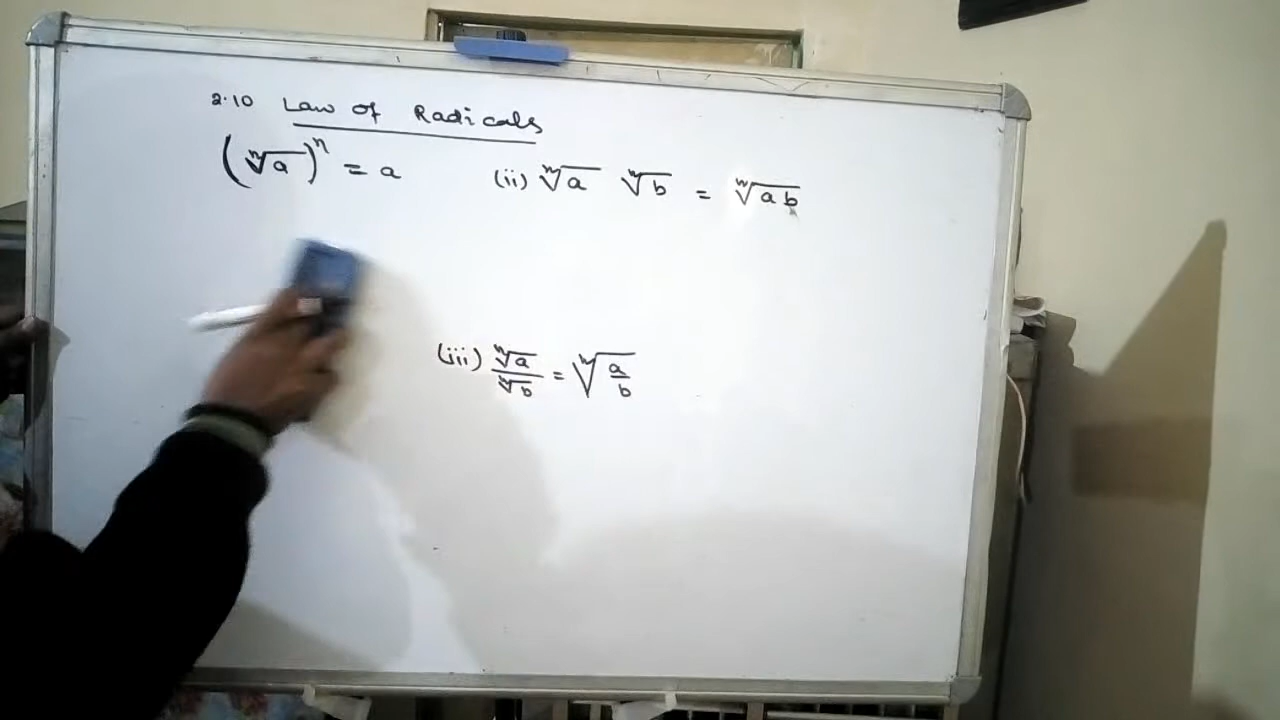 2.10 Law of Radicals
(ⁿ√a)ⁿ = a (ii) ⁿ√a ⁿ√b = ⁿ√ab
(iii) ⁿ√a/ⁿ√b = ⁿ√a/b